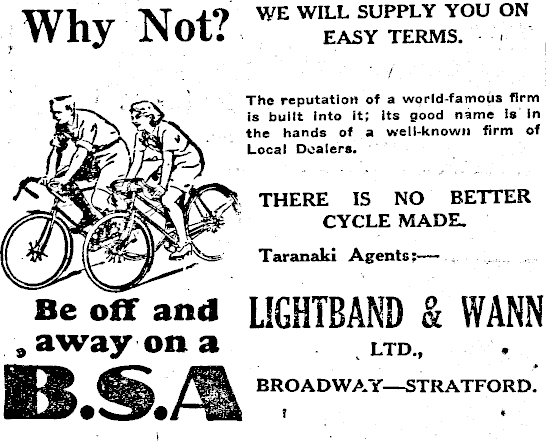 Why Not?
WE WILL SUPPLY YOU ON
EASY TERMS.
The reputation of a world-famous firm
is built into it; its good name is in
the hands of a well-known firm of
Local Dealers.
THERE IS NO BETTER
CYCLE MADE.
Taranaki Agents:—
Be off and
away on a
B.S.A
LIGHTBAND & WANN
LTD.,
BROADWAY—STRATFORD.